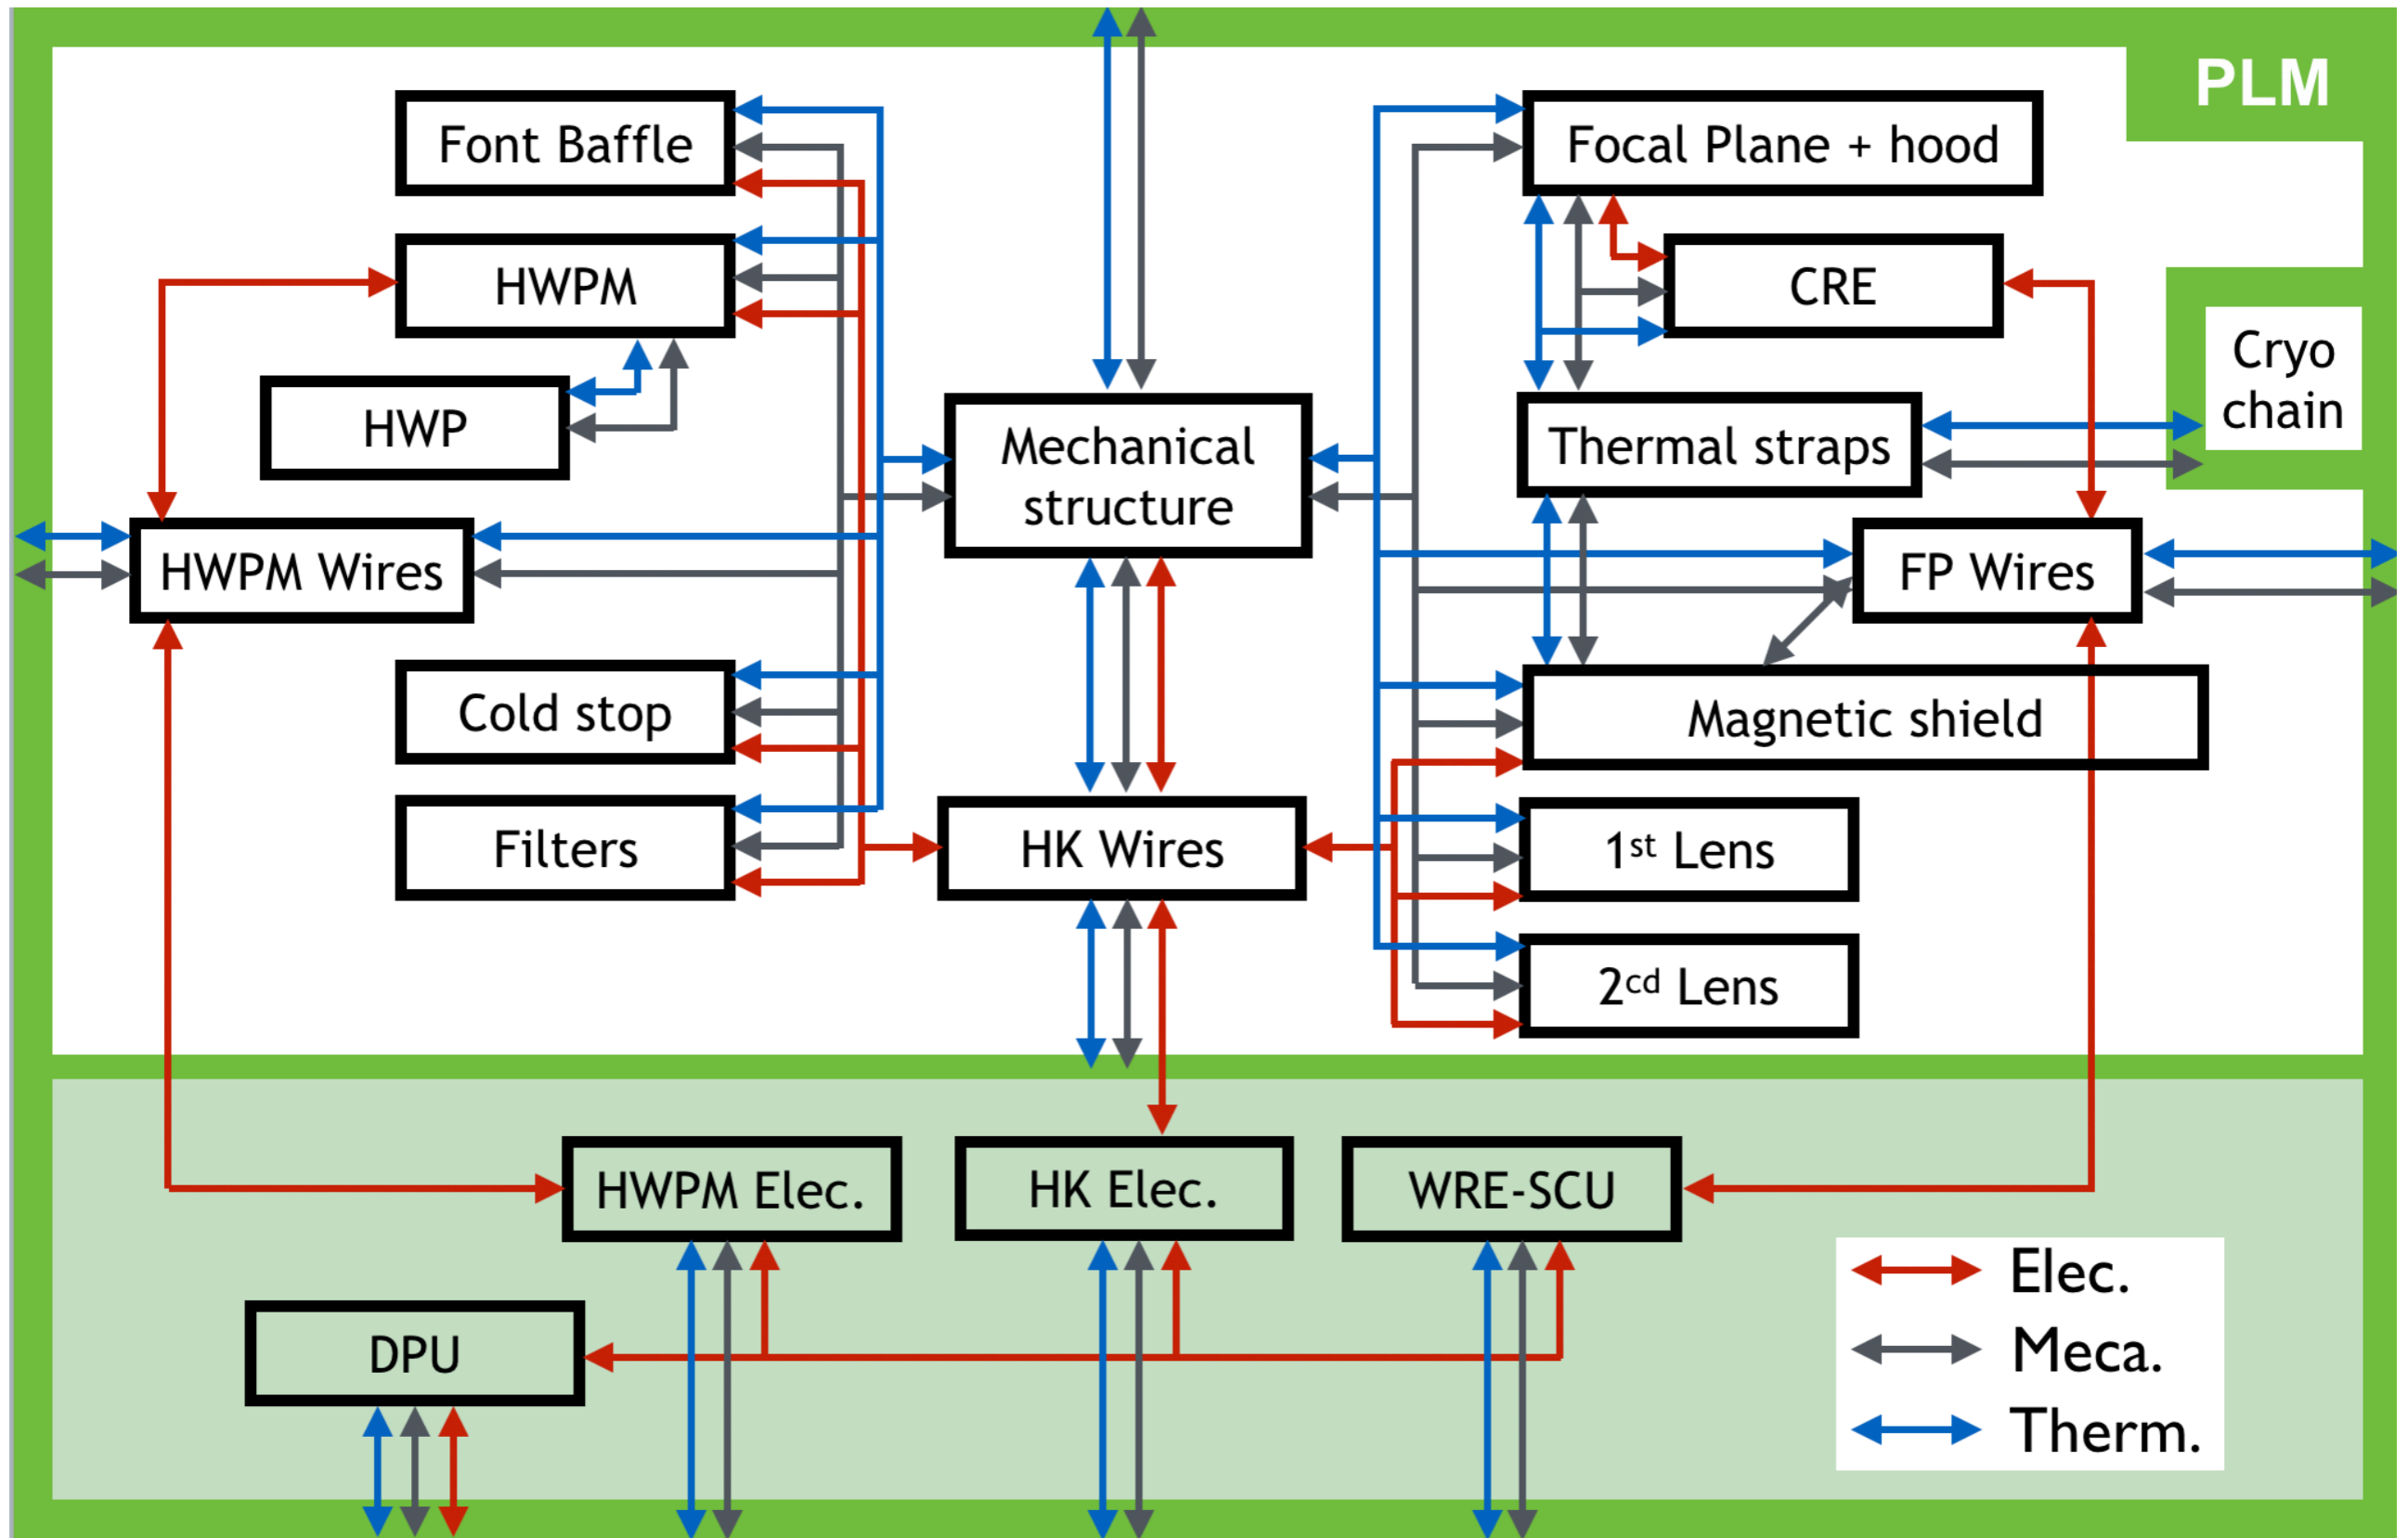 PLM
Font Baffle
Focal Plane + hood
HWPM
CRE
Cryo
chain
HWP
Mechanical
structure
Thermal straps
HWPM Wires
FP Wires
Cold stop
Magnetic shield
Filters
HK Wires
1st Lens
2cd Lens
HWPM Elec.
HK Elec.
WRE-SCU
DPU
Elec.
Meca.
Therm.